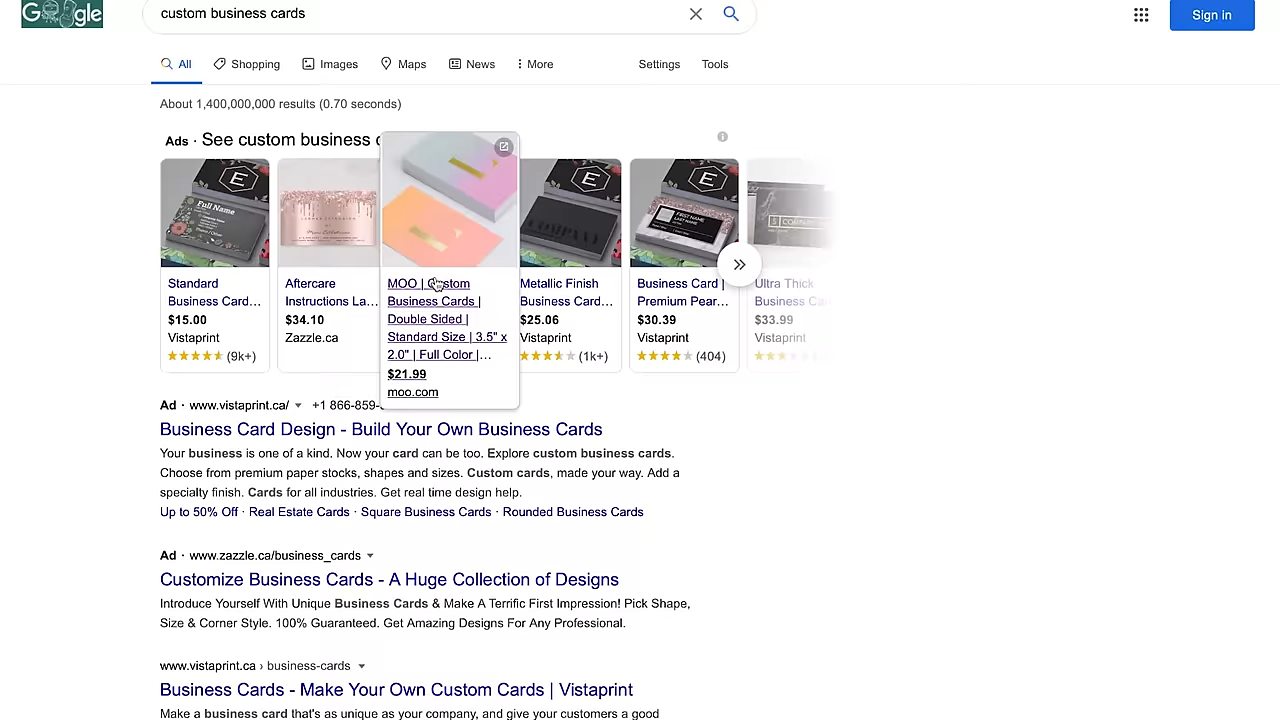 Google
custom business cards
Sign in
All
Shopping
Images
Maps
News
More
Settings
Tools
About 1,400,000,000 results (0.70 seconds)
Ads · See custom business
Full Name
Standard
Business Card...
$15.00
Vistaprint
(9k+)
Aftercare
Instructions La...
$34.10
Zazzle.ca
MOO | Custom
Business Cards |
Double Sided |
Standard Size | 3.5" x
2.0" | Full Color |...
$21.99
moo.com
E
COMPANY
Metallic Finish
Business Card...
$25.06
Vistaprint
(1k+)
E
FIRST NAME
LAST NAME
Business Card |
Premium Pear...
$30.39
Vistaprint
(404)
Ultra Thick
Business Ca
$33.99
Vistaprint
Ad · www.vistaprint.ca/ +1 866-859-
Business Card Design - Build Your Own Business Cards
Your business is one of a kind. Now your card can be too. Explore custom business cards.
Choose from premium paper stocks, shapes and sizes. Custom cards, made your way. Add a
specialty finish. Cards for all industries. Get real time design help.
Up to 50% Off · Real Estate Cards · Square Business Cards · Rounded Business Cards
Ad · www.zazzle.ca/business_cards
Customize Business Cards - A Huge Collection of Designs
Introduce Yourself With Unique Business Cards & Make A Terrific First Impression! Pick Shape,
Size & Corner Style. 100% Guaranteed. Get Amazing Designs For Any Professional.
www.vistaprint.ca › business-cards
Business Cards - Make Your Own Custom Cards | Vistaprint
Make a business card that's as unique as your company, and give your customers a good